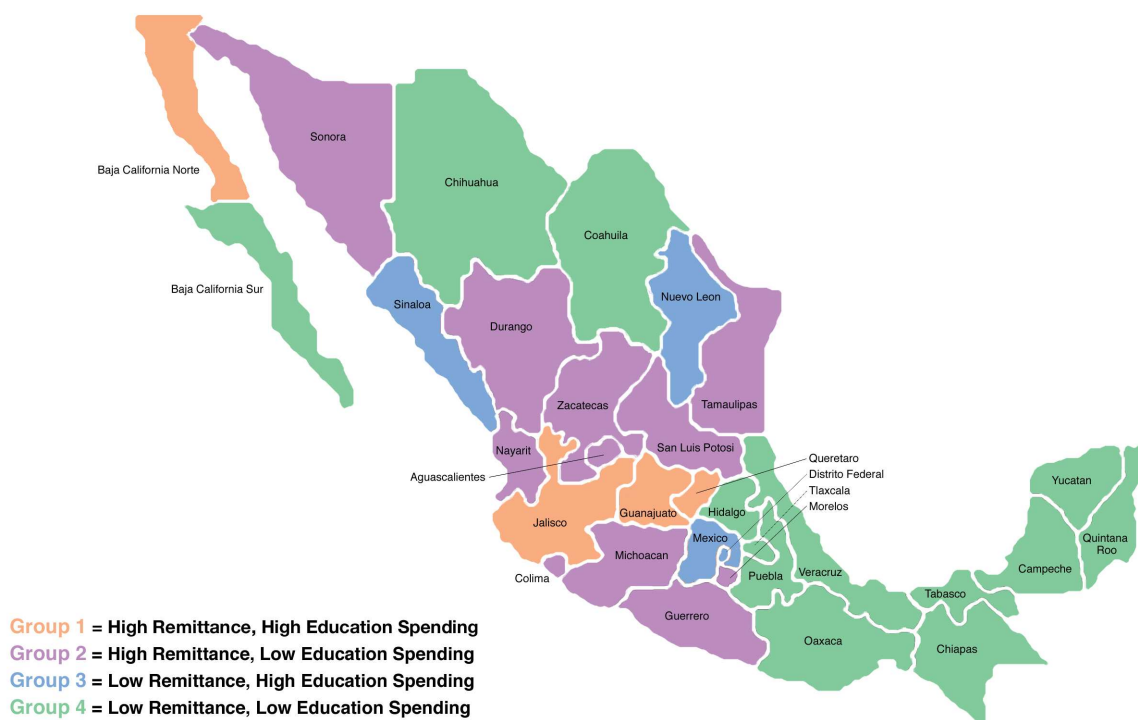 Sonora
Baja California Norte
Chihuahua
Coahuila
Baja California Sur
Sinaloa
Nuevo Leon
Durango
Zacatecas
Tamaulipas
San Luis Potosi
Nayarit
Aguascalientes
Queretaro
Distrito Federal
Tlaxcala
Morelos
Yucatan
Hidalgo
Guanajuato
Jalisco
Mexico
Quintana
Roo
Michoacan
Campeche
Colima
Puebla
Veracruz
Tabasco
Guerrero
Oaxaca
Chiapas
Group 1 = High Remittance, High Education Spending
Group 2 = High Remittance, Low Education Spending
Group 3 = Low Remittance, High Education Spending
Group 4 = Low Remittance, Low Education Spending